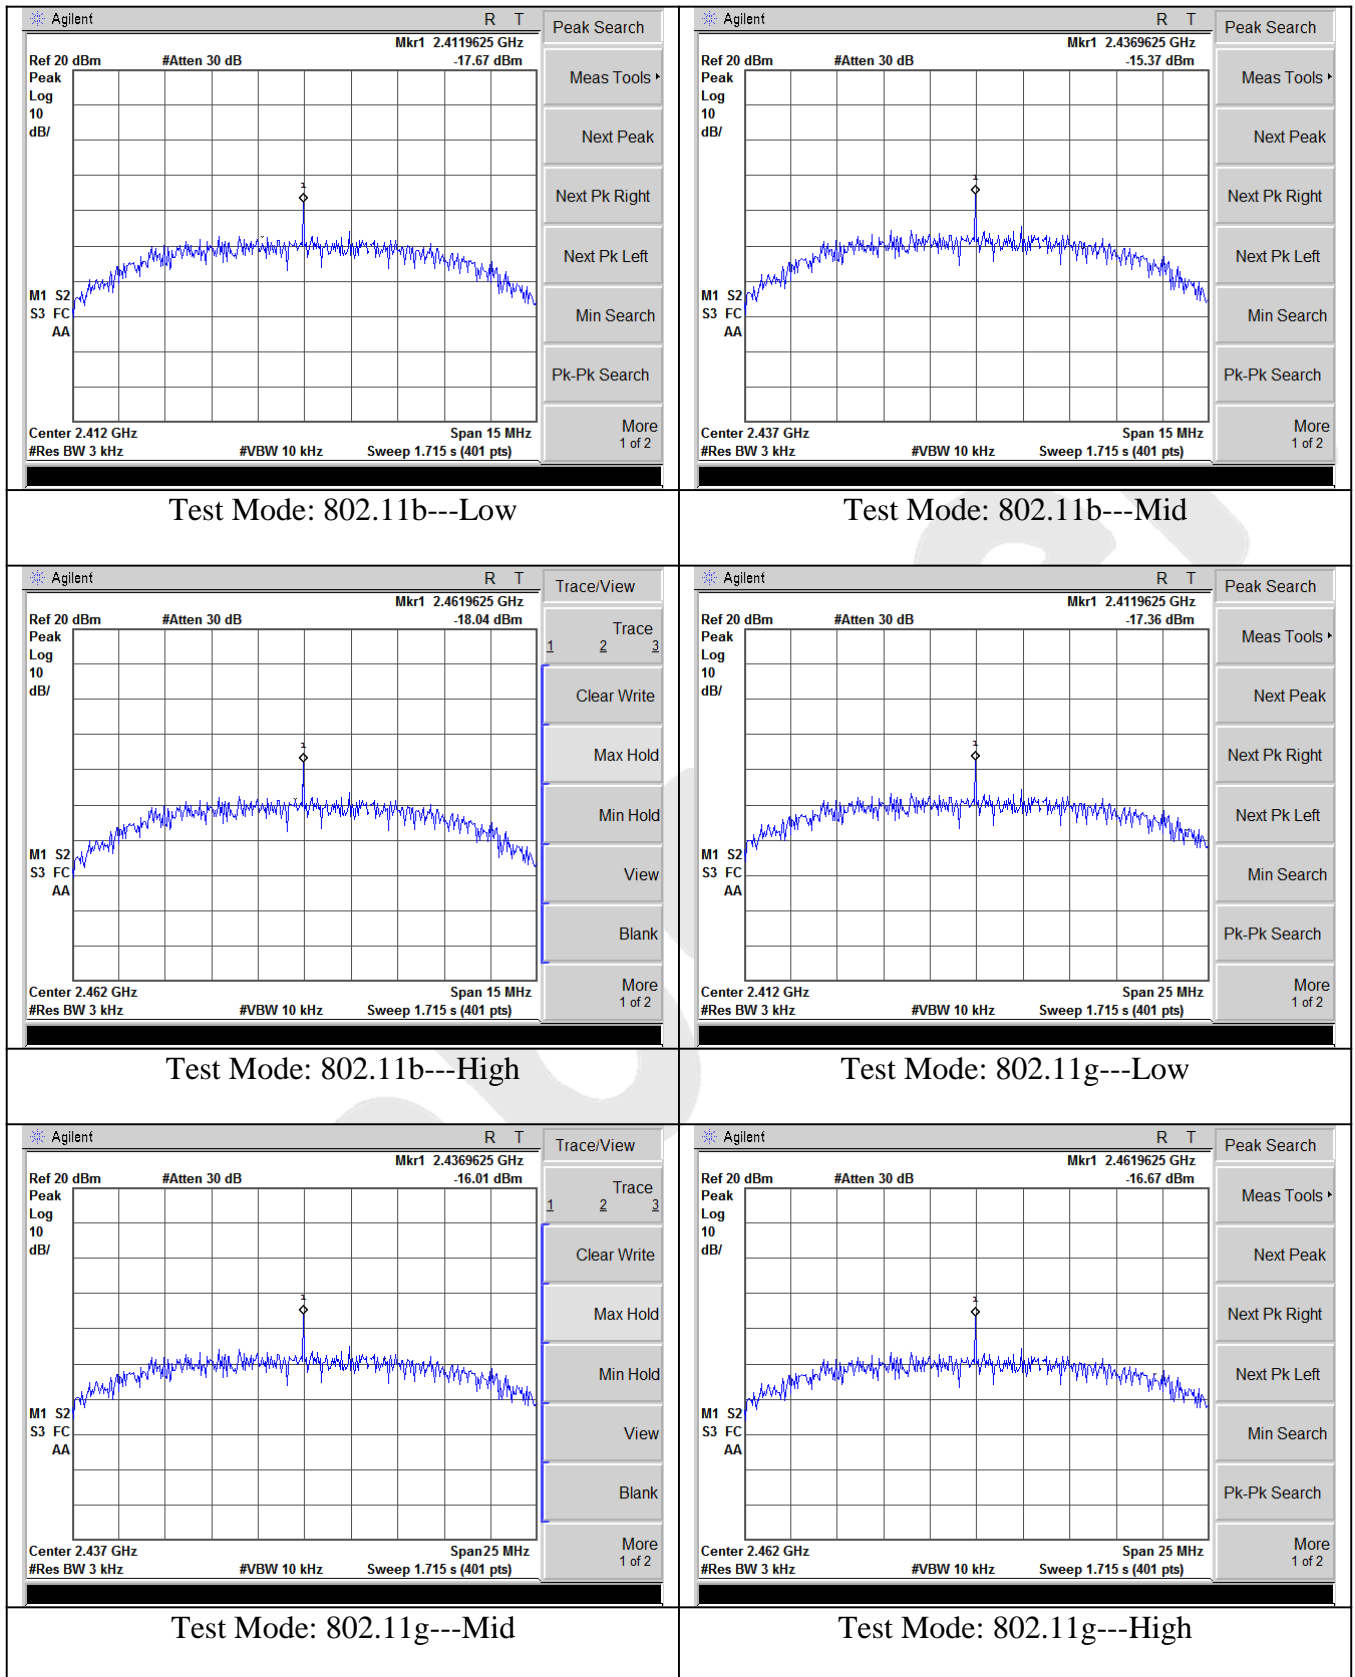 Agilent R T Peak Search
Mkr1 2.4119625 GHz
Ref 20 dBm #Atten 30 dB -17.67 dBm
Peak
Log
10
dB/
1
M1 S2
S3 FC
AA
Center 2.412 GHz Span 15 MHz
#Res BW 3 kHz #VBW 10 kHz Sweep 1.715 s (401 pts)
Meas Tools
Next Peak
Next Pk Right
Next Pk Left
Min Search
Pk-Pk Search
More
1 of 2
Test Mode: 802.11b---Low
Agilent R T Peak Search
Mkr1 2.4369625 GHz
Ref 20 dBm #Atten 30 dB -15.37 dBm
Peak
Log
10
dB/
1
M1 S2
S3 FC
AA
Center 2.437 GHz Span 15 MHz
#Res BW 3 kHz #VBW 10 kHz Sweep 1.715 s (401 pts)
Meas Tools
Next Peak
Next Pk Right
Next Pk Left
Min Search
Pk-Pk Search
More
1 of 2
Test Mode: 802.11b---Mid
Agilent R T Trace/View
Mkr1 2.4619625 GHz
Ref 20 dBm #Atten 30 dB -18.04 dBm
Peak
Log
10
dB/
1
M1 S2
S3 FC
AA
Center 2.462 GHz Span 15 MHz
#Res BW 3 kHz #VBW 10 kHz Sweep 1.715 s (401 pts)
Trace
1 2 3
Clear Write
Max Hold
Min Hold
View
Blank
More
1 of 2
Test Mode: 802.11b---High
Agilent R T Peak Search
Mkr1 2.4119625 GHz
Ref 20 dBm #Atten 30 dB -17.36 dBm
Peak
Log
10
dB/
1
M1 S2
S3 FC
AA
Center 2.412 GHz Span 25 MHz
#Res BW 3 kHz #VBW 10 kHz Sweep 1.715 s (401 pts)
Meas Tools
Next Peak
Next Pk Right
Next Pk Left
Min Search
Pk-Pk Search
More
1 of 2
Test Mode: 802.11g---Low
Agilent R T Trace/View
Mkr1 2.4369625 GHz
Ref 20 dBm #Atten 30 dB -16.01 dBm
Peak
Log
10
dB/
1
M1 S2
S3 FC
AA
Center 2.437 GHz Span 25 MHz
#Res BW 3 kHz #VBW 10 kHz Sweep 1.715 s (401 pts)
Trace
1 2 3
Clear Write
Max Hold
Min Hold
View
Blank
More
1 of 2
Test Mode: 802.11g---Mid
Agilent R T Peak Search
Mkr1 2.4619625 GHz
Ref 20 dBm #Atten 30 dB -16.67 dBm
Peak
Log
10
dB/
1
M1 S2
S3 FC
AA
Center 2.462 GHz Span 25 MHz
#Res BW 3 kHz #VBW 10 kHz Sweep 1.715 s (401 pts)
Meas Tools
Next Peak
Next Pk Right
Next Pk Left
Min Search
Pk-Pk Search
More
1 of 2
Test Mode: 802.11g---High